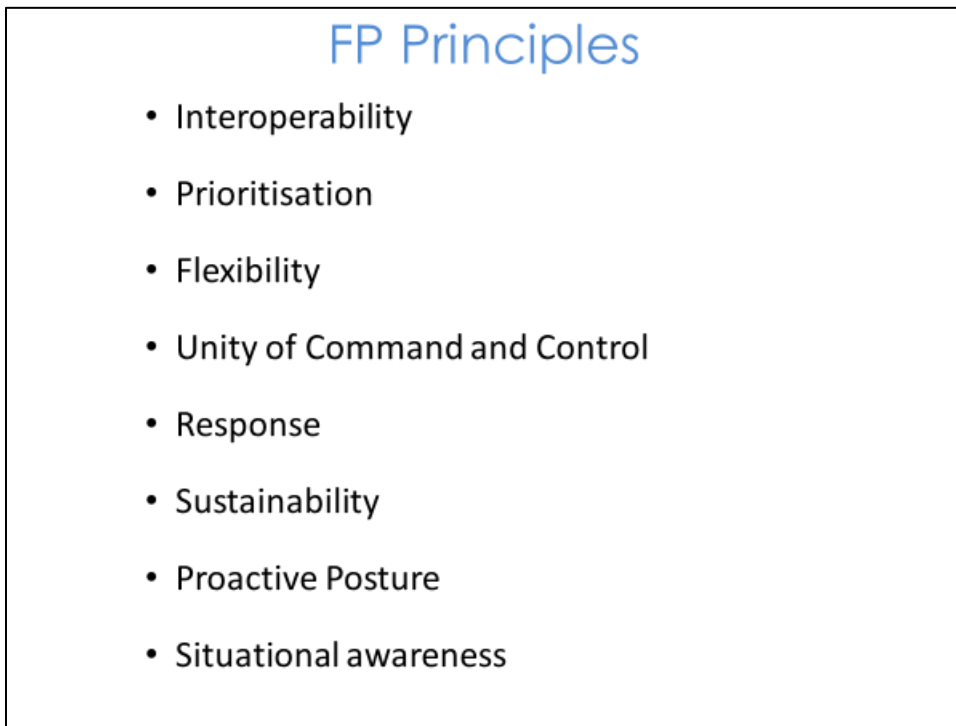 FP Principles
• Interoperability
• Prioritisation
• Flexibility
• Unity of Command and Control
• Response
• Sustainability
• Proactive Posture
• Situational awareness